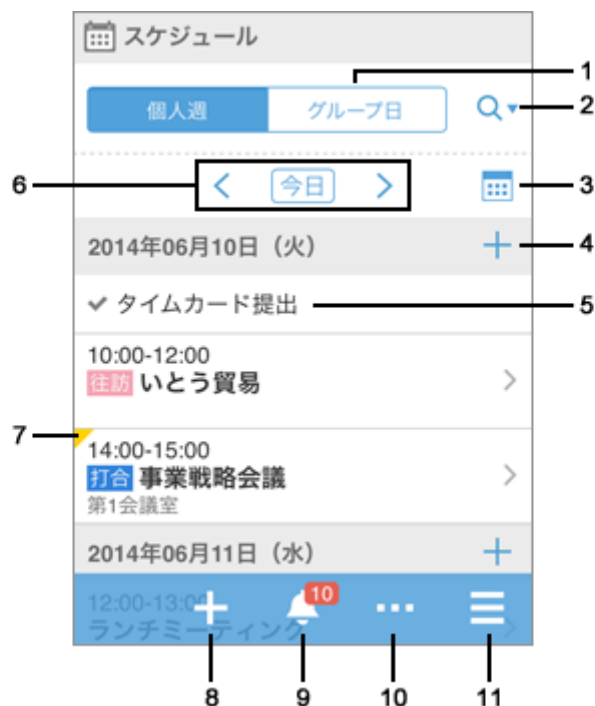 スケジュール
1
個人週 グループ日
2
6
今日
3
2014年06月10日（火）
4
タイムカード提出
5
10:00-12:00
往訪 いとう貿易
7
14:00-15:00
打合 事業戦略会議
第1会議室
2014年06月11日（水）
12:00-13:00
10
ランチミーティング
8 9 10 11